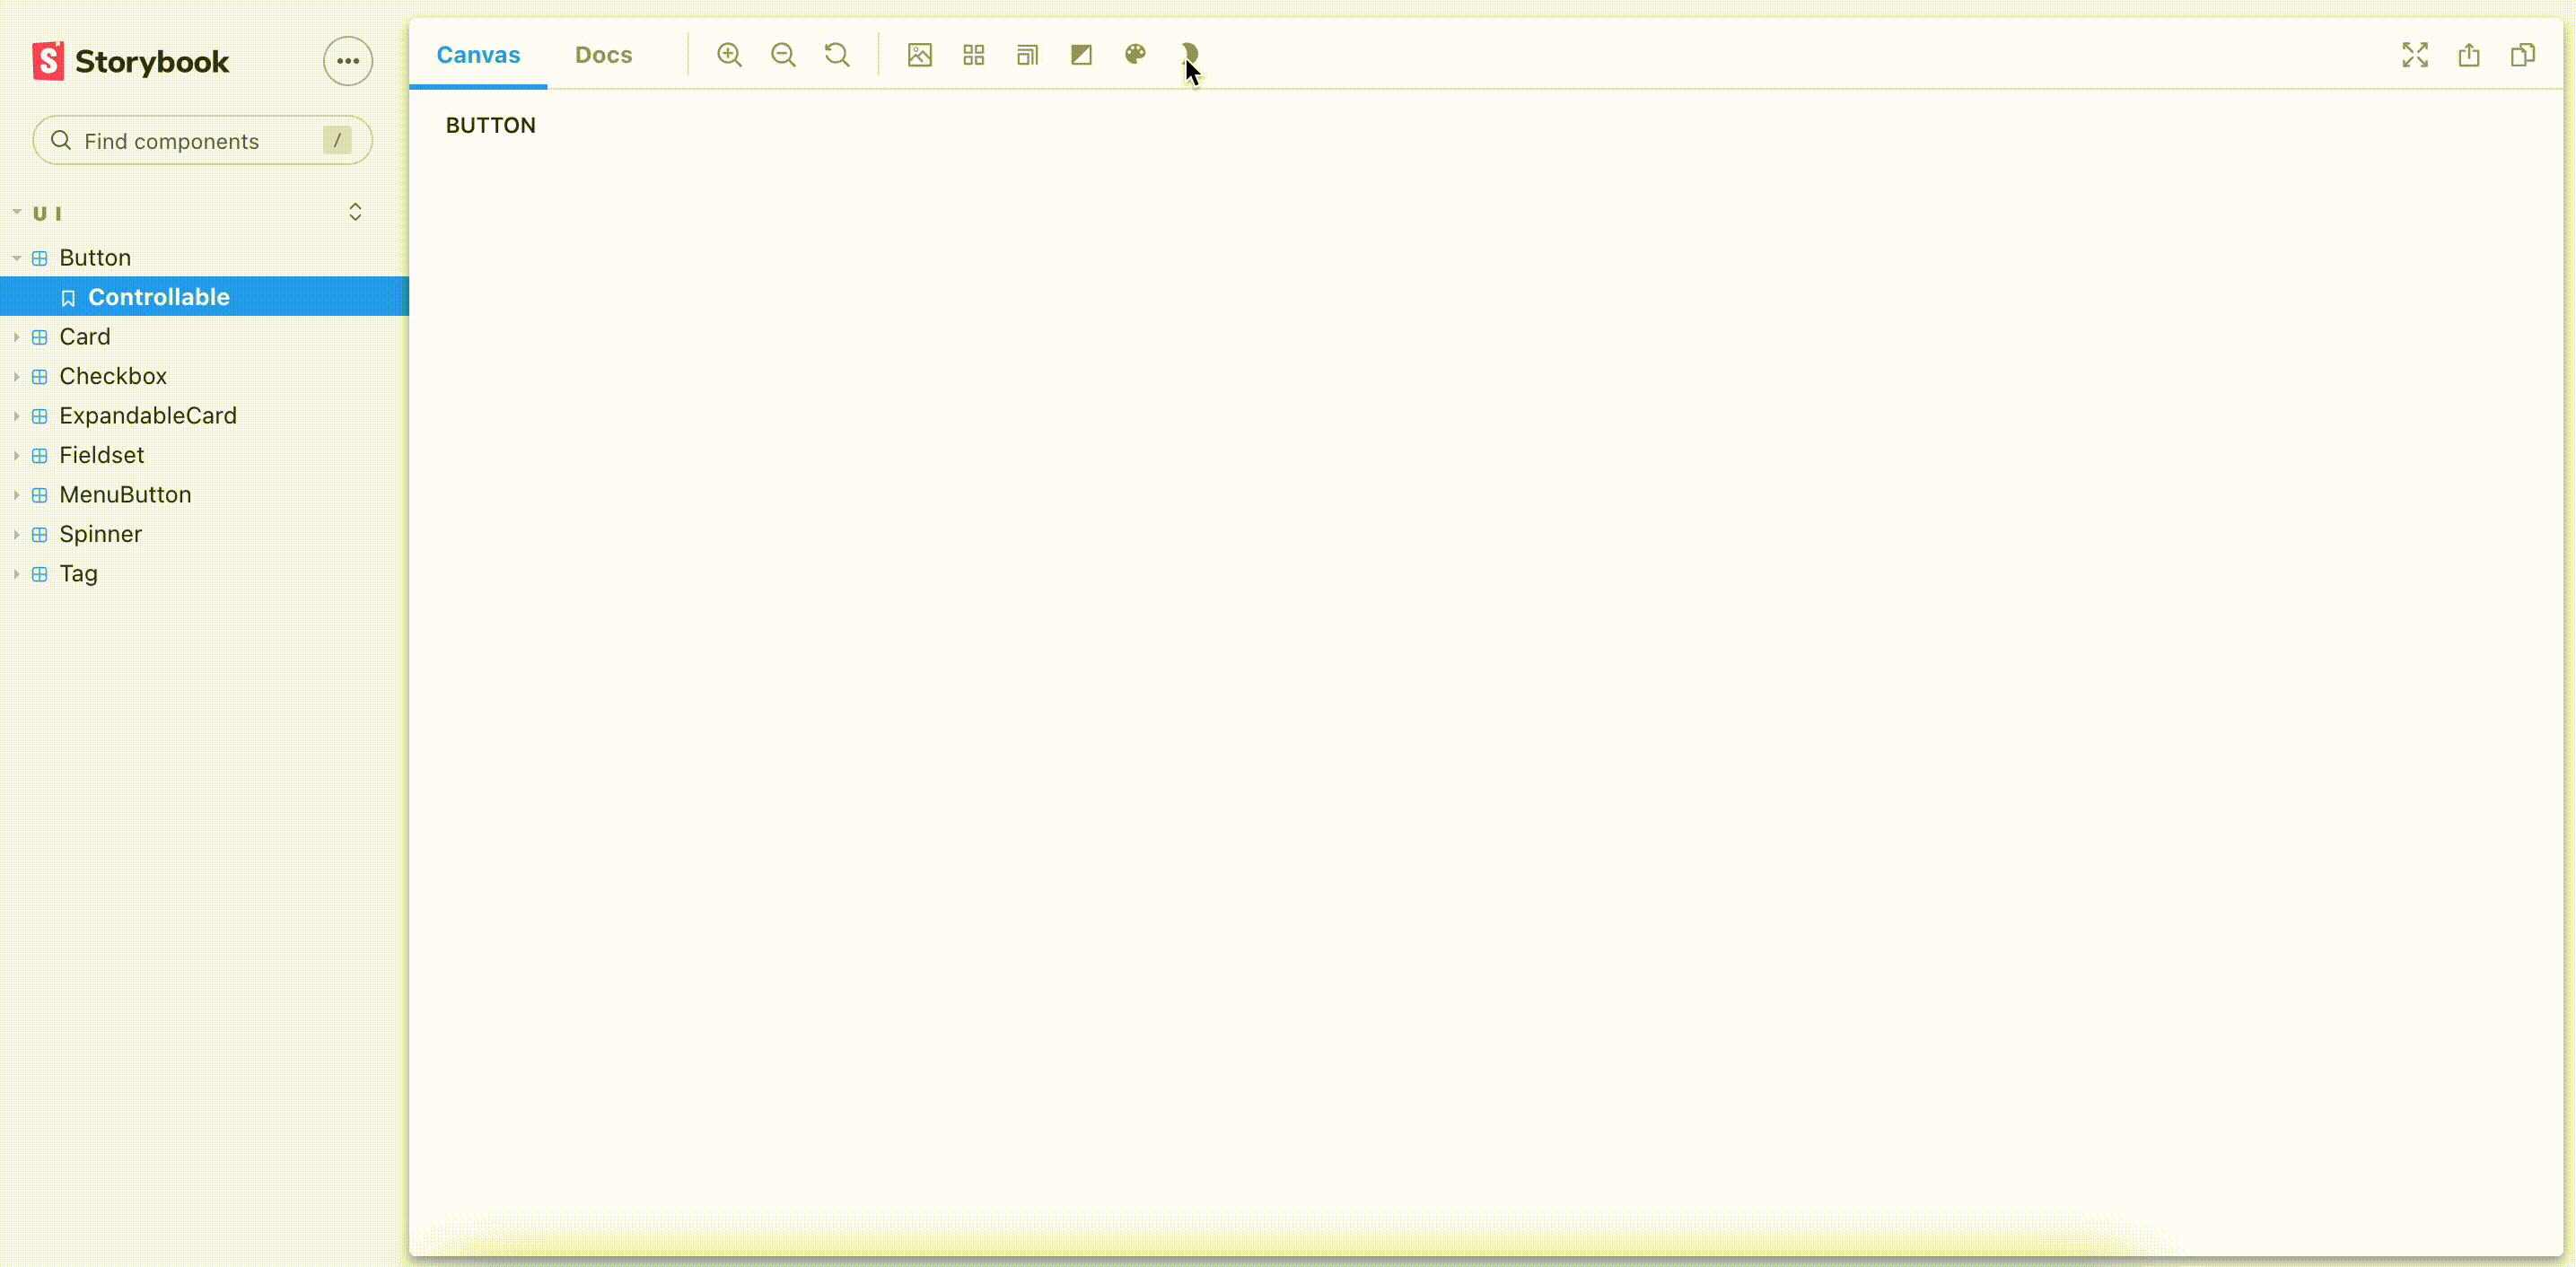 Storybook
Find components /
UI
Button
Controllable
Card
Checkbox
ExpandableCard
Fieldset
MenuButton
Spinner
Tag
Canvas Docs
BUTTON